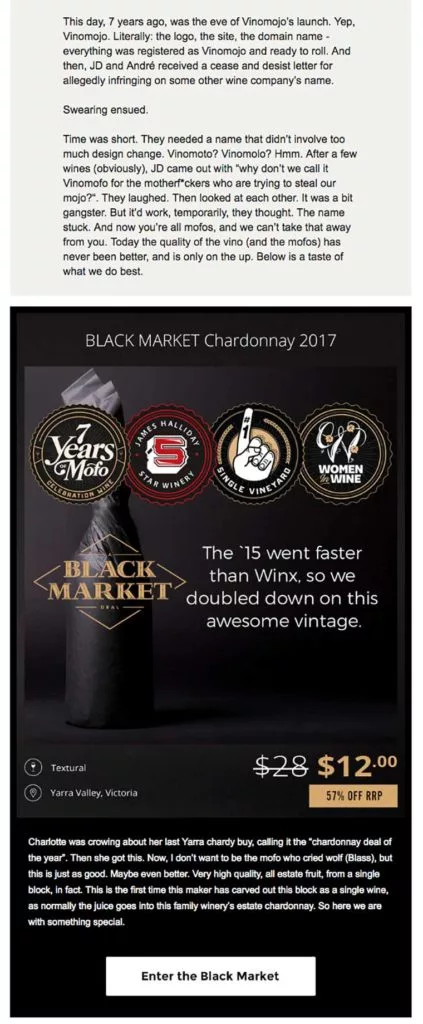 This day, 7 years ago, was the eve of Vinomojo's launch. Yep,
Vinomojo. Literally: the logo, the site, the domain name -
everything was registered as Vinomojo and ready to roll. And
then, JD and André received a cease and desist letter for
allegedly infringing on some other wine company's name.
Swearing ensued.
Time was short. They needed a name that didn't involve too
much design change. Vinomoto? Vinomolo? Hmm. After a few
wines (obviously), JD came out with "why don't we call it
Vinomofo for the motherf*ckers who are trying to steal our
mojo?". They laughed. Then looked at each other. It was a bit
gangster. But it'd work, temporarily, they thought. The name
stuck. And now you're all mofos, and we can't take that away
from you. Today the quality of the vino (and the mofos) has
never been better, and is only on the up. Below is a taste of
what we do best.
BLACK MARKET Chardonnay 2017
7
Years
of
Mofo
CELEBRATION WINE
JAMES HALLIDAY
5
STAR WINERY
#1
SINGLE VINEYARD
WOMEN
in WINE
BLACK
MARKET
DEAL
The `15 went faster
than Winx, so we
doubled down on this
awesome vintage.
Textural
$28 $12.00
Yarra Valley, Victoria
57% OFF RRP
Charlotte was crowing about her last Yarra chardy buy, calling it the "chardonnay deal of
the year". Then she got this. Now, I don't want to be the mofo who cried wolf (Blass), but
this is just as good. Maybe even better. Very high quality, all estate fruit, from a single
block, in fact. This is the first time this maker has carved out this block as a single wine,
as normally the juice goes into this family winery's estate chardonnay. So here we are
with something special.
Enter the Black Market